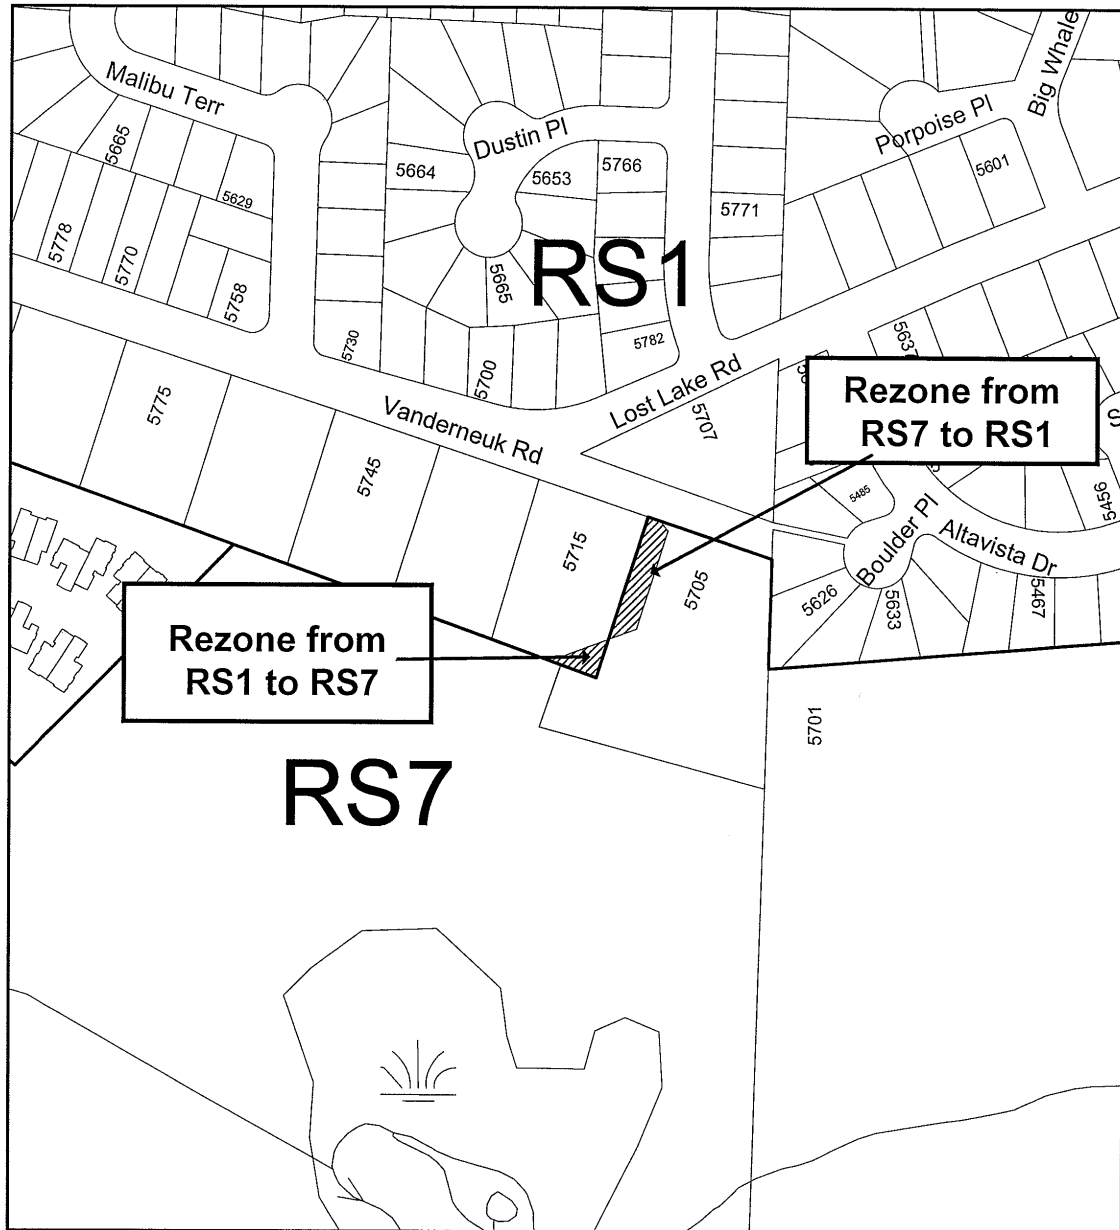 Big Whale
Malibu Terr
Dustin Pl
Porpoise Pl
5665
5664
5653
5766
5601
5629
5771
5778
5770
5758
RS1
5665
5730
5700
5782
5637
Lost Lake Rd
5775
Vanderneuk Rd
5707
Rezone from
RS7 to RS1
5745
5485
5456
5715
5705
Boulder Pl
Altavista Dr
5626
5633
5467
Rezone from
RS1 to RS7
5701
RS7